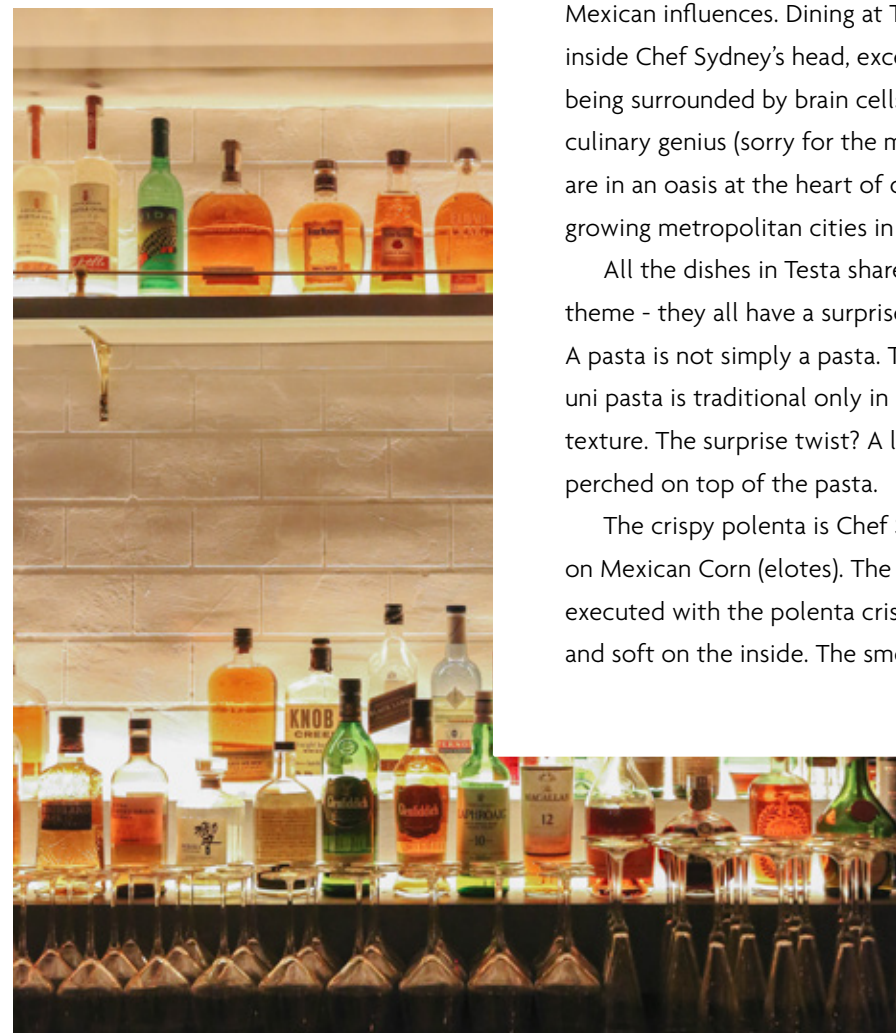 Mexican influences. Dining at T
inside Chef Sydney's head, exc
being surrounded by brain cell
culinary genius (sorry for the m
are in an oasis at the heart of
growing metropolitan cities in
All the dishes in Testa share
theme - they all have a surprise
A pasta is not simply a pasta. T
uni pasta is traditional only in
texture. The surprise twist? A l
perched on top of the pasta.
The crispy polenta is Chef
on Mexican Corn (elotes). The
executed with the polenta cris
and soft on the inside. The sm
VIDA
KNOB
CREEK
Glenfiddich
Glenfiddich
LAPHROAIG
10
MACALLAN
12
響